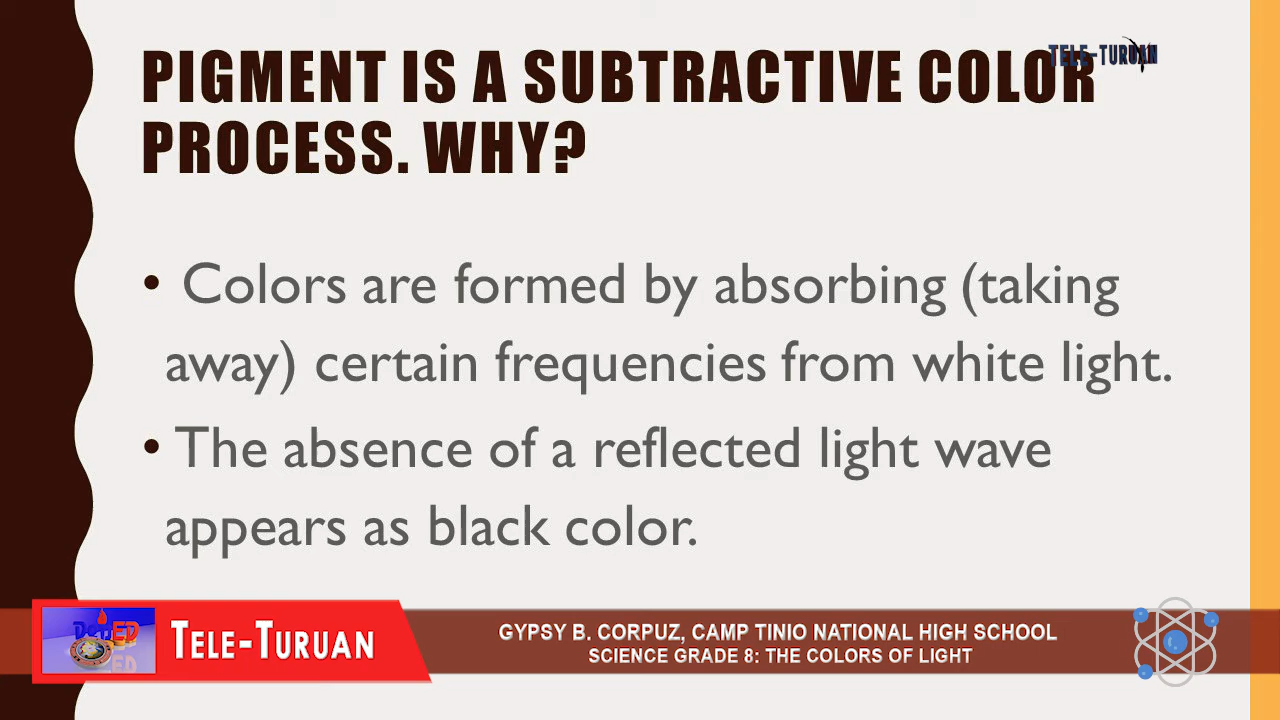 TELE-TURUAN
PIGMENT IS A SUBTRACTIVE COLOR
PROCESS. WHY?
• Colors are formed by absorbing (taking
away) certain frequencies from white light.
• The absence of a reflected light wave
appears as black color.
DepED
TELE-TURUAN
GYPSY B. CORPUZ, CAMP TINIO NATIONAL HIGH SCHOOL
SCIENCE GRADE 8: THE COLORS OF LIGHT